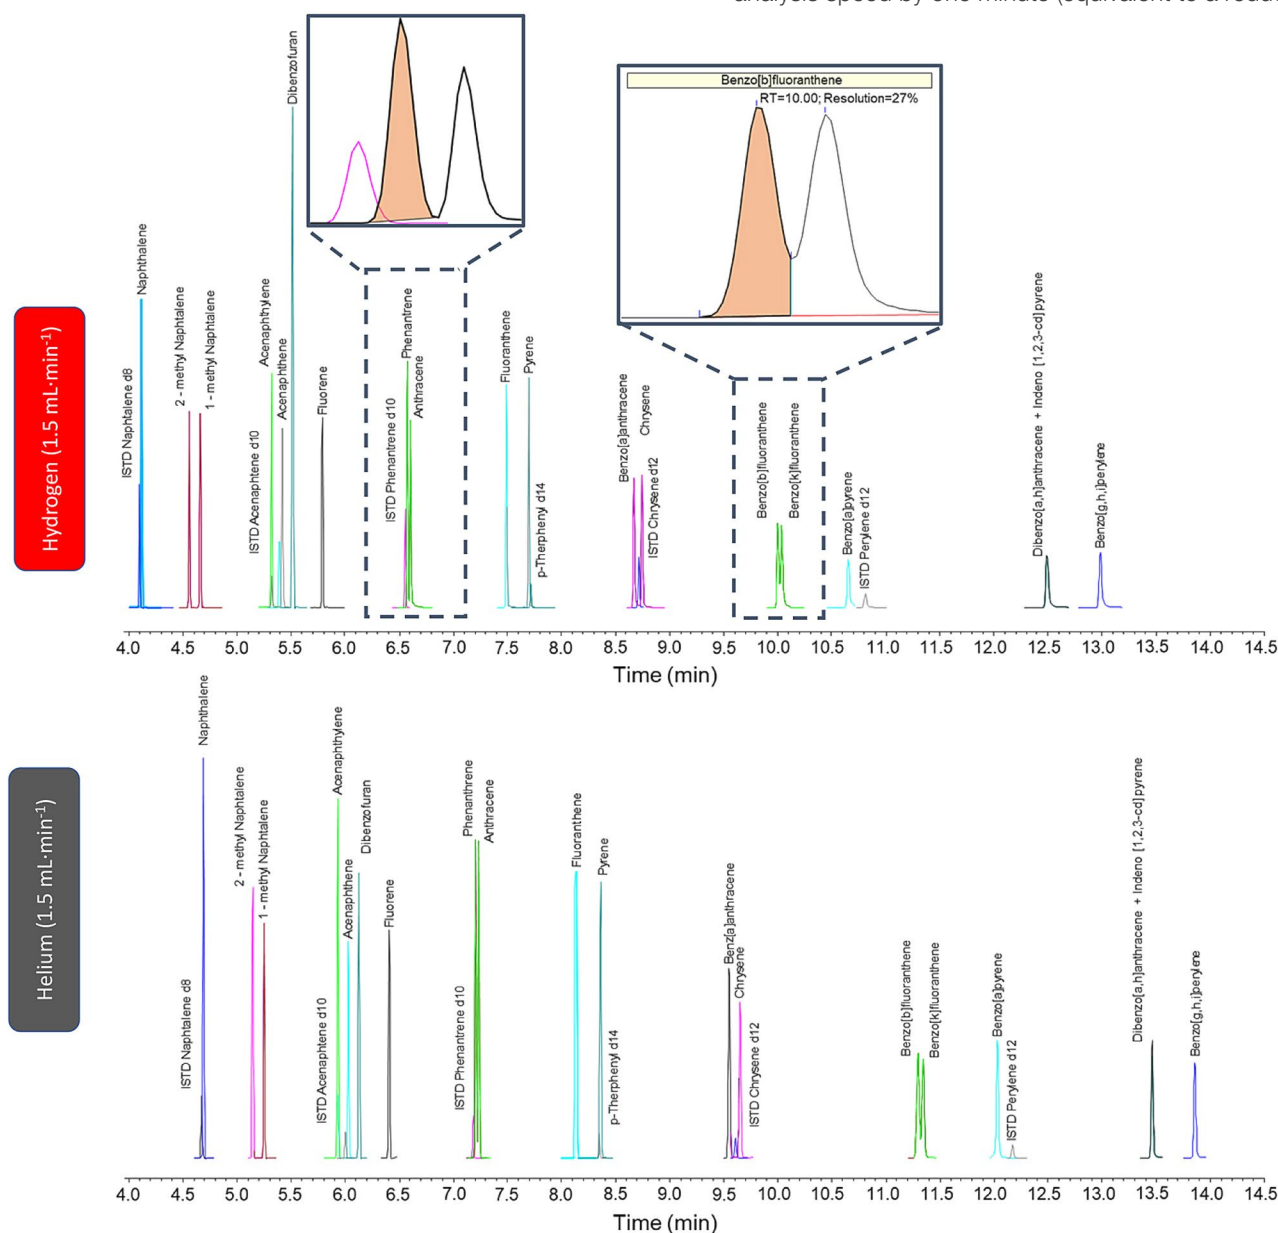 Hydrogen (1.5 mL·min⁻¹)
ISTD Naphtalene d8
Naphthalene
2 - methyl Naphtalene
1 - methyl Naphtalene
ISTD Acenaphtene d10
Acenaphthylene
Acenaphthene
Dibenzofuran
Fluorene
ISTD Phenantrene d10
Phenantrene
Anthracene
Fluoranthene
Pyrene
p-Therphenyl d14
Benzo[a]anthracene
Chrysene
ISTD Chrysene d12
Benzo[b]fluoranthene
RT=10.00; Resolution=27%
Benzo[b]fluoranthene
Benzo[k]fluoranthene
Benzo[a]pyrene
ISTD Perylene d12
Dibenzo[a,h]anthracene + Indeno [1,2,3-cd]pyrene
Benzo[g,h,i]perylene
4.0 4.5 5.0 5.5 6.0 6.5 7.0 7.5 8.0 8.5 9.0 9.5 10.0 10.5 11.0 11.5 12.0 12.5 13.0 13.5 14.0 14.5
Time (min)
Helium (1.5 mL·min⁻¹)
ISTD Naphtalene d8
Naphthalene
2 - methyl Naphtalene
1 - methyl Naphtalene
ISTD Acenaphtene d10
Acenaphthylene
Acenaphthene
Dibenzofuran
Fluorene
ISTD Phenantrene d10
Phenanthrene
Anthracene
Fluoranthene
Pyrene
p-Therphenyl d14
Benz[a]anthracene
Chrysene
ISTD Chrysene d12
Benzo[b]fluoranthene
Benzo[k]fluoranthene
Benzo[a]pyrene
ISTD Perylene d12
Dibenzo[a,h]anthracene + Indeno [1,2,3-cd]pyrene
Benzo[g,h,i]perylene
4.0 4.5 5.0 5.5 6.0 6.5 7.0 7.5 8.0 8.5 9.0 9.5 10.0 10.5 11.0 11.5 12.0 12.5 13.0 13.5 14.0 14.5
Time (min)